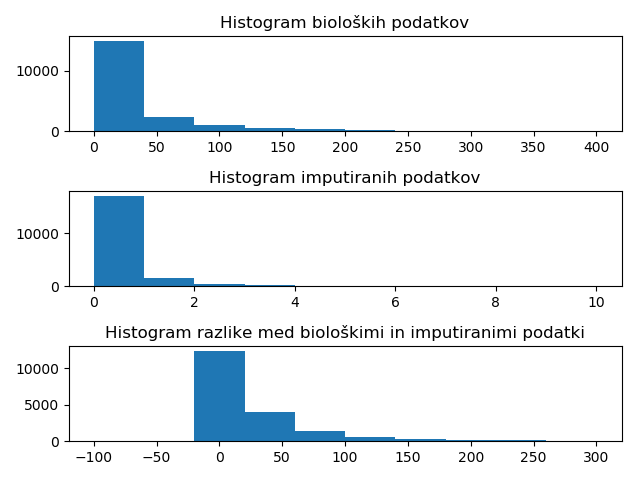 Histogram bioloških podatkov
10000
0
0 50 100 150 200 250 300 350 400
Histogram imputiranih podatkov
10000
0
0 2 4 6 8 10
Histogram razlike med biološkimi in imputiranimi podatki
10000
5000
0
−100 −50 0 50 100 150 200 250 300